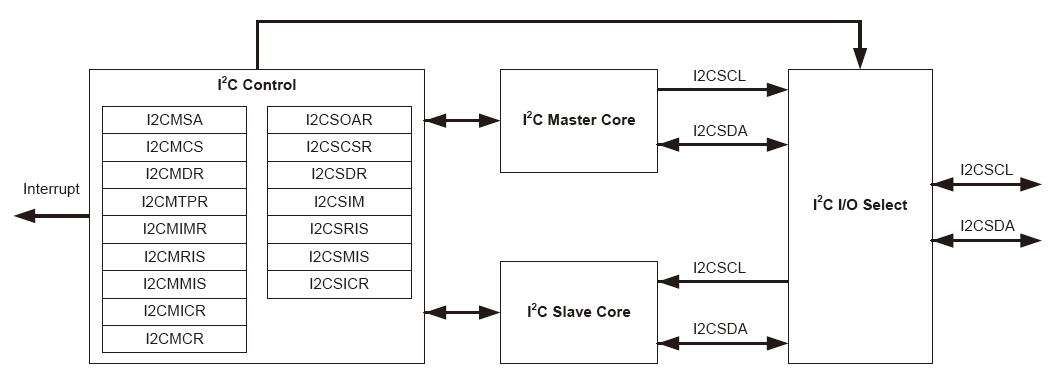 I²C Control
I2CMSA
I2CMCS
I2CMDR
I2CMTPR
I2CMIMR
I2CMRIS
I2CMMIS
I2CMICR
I2CMCR
I2CSOAR
I2CSCSR
I2CSDR
I2CSIM
I2CSRIS
I2CSMIS
I2CSICR
Interrupt
I²C Master Core
I2CSCL
I2CSDA
I²C Slave Core
I2CSCL
I2CSDA
I²C I/O Select
I2CSCL
I2CSDA